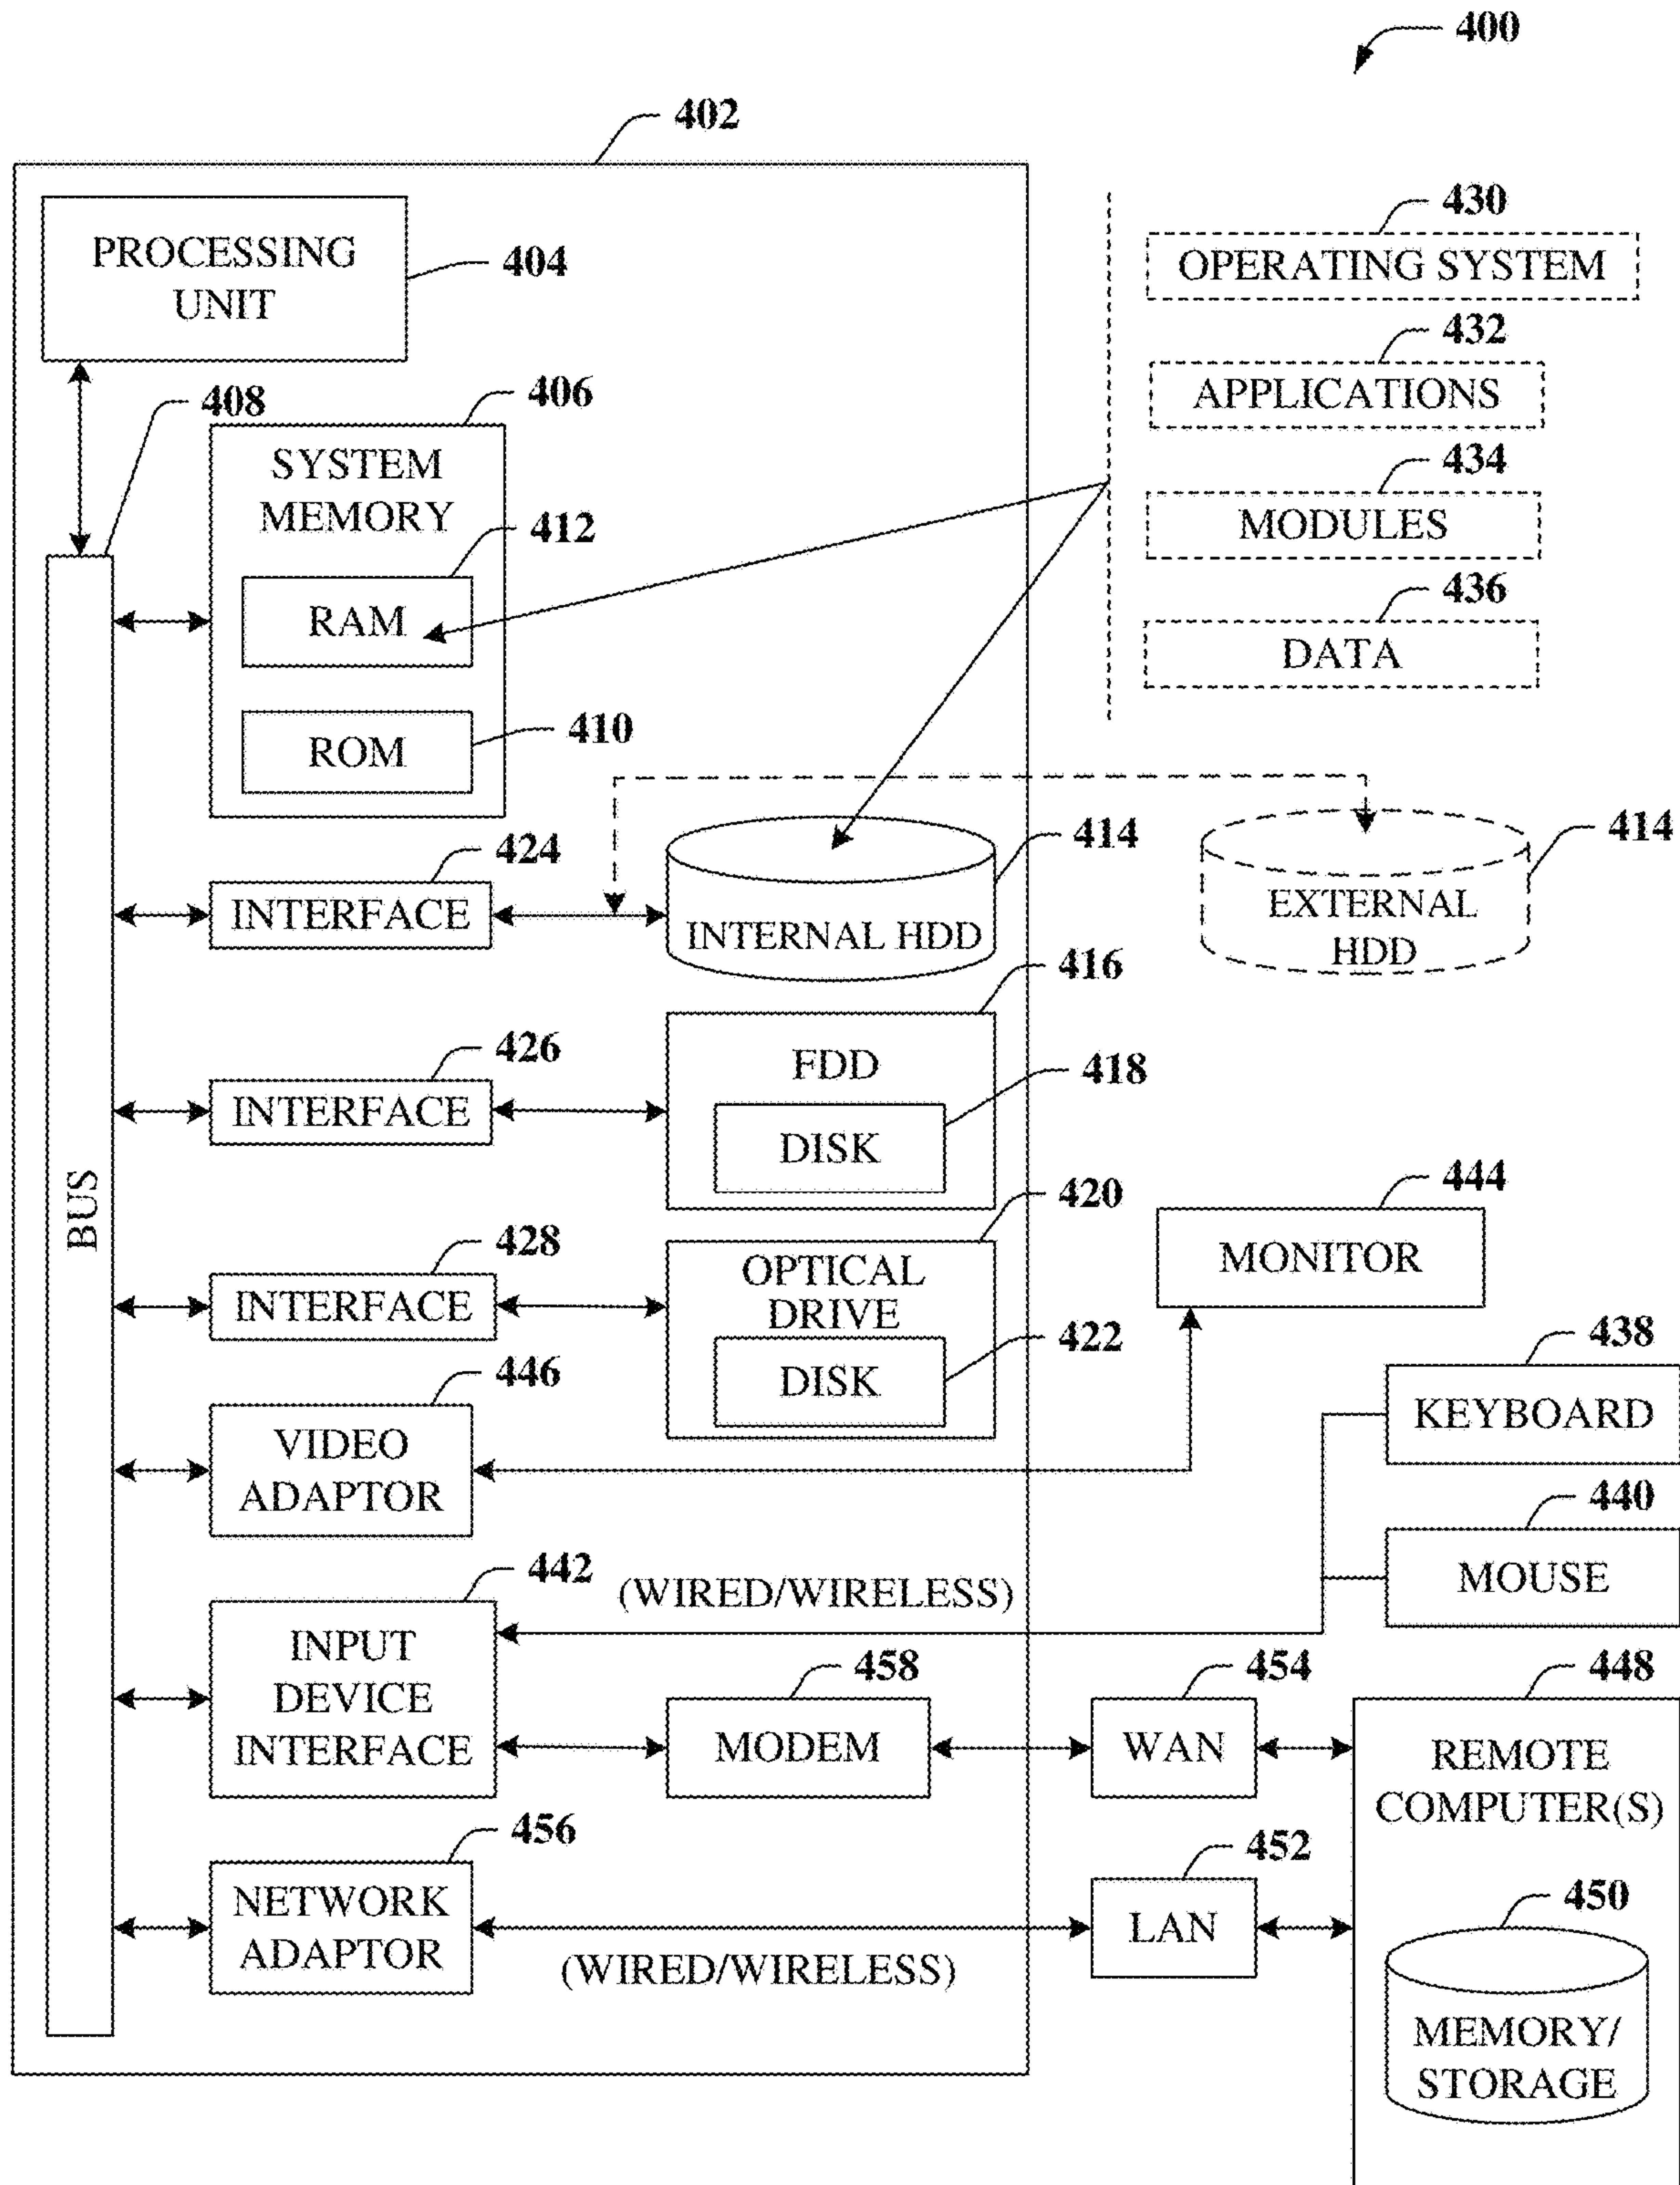 400
402
PROCESSING
UNIT
404
430
OPERATING SYSTEM
432
APPLICATIONS
434
MODULES
436
DATA
408
406
SYSTEM
MEMORY
412
RAM
410
ROM
424
INTERFACE
414
INTERNAL HDD
414
EXTERNAL
HDD
416
FDD
418
DISK
426
INTERFACE
BUS
420
OPTICAL
DRIVE
422
DISK
428
INTERFACE
444
MONITOR
446
VIDEO
ADAPTOR
438
KEYBOARD
440
MOUSE
442
(WIRED/WIRELESS)
INPUT
DEVICE
INTERFACE
458
MODEM
454
WAN
448
REMOTE
COMPUTER(S)
456
NETWORK
ADAPTOR
(WIRED/WIRELESS)
452
LAN
450
MEMORY/
STORAGE